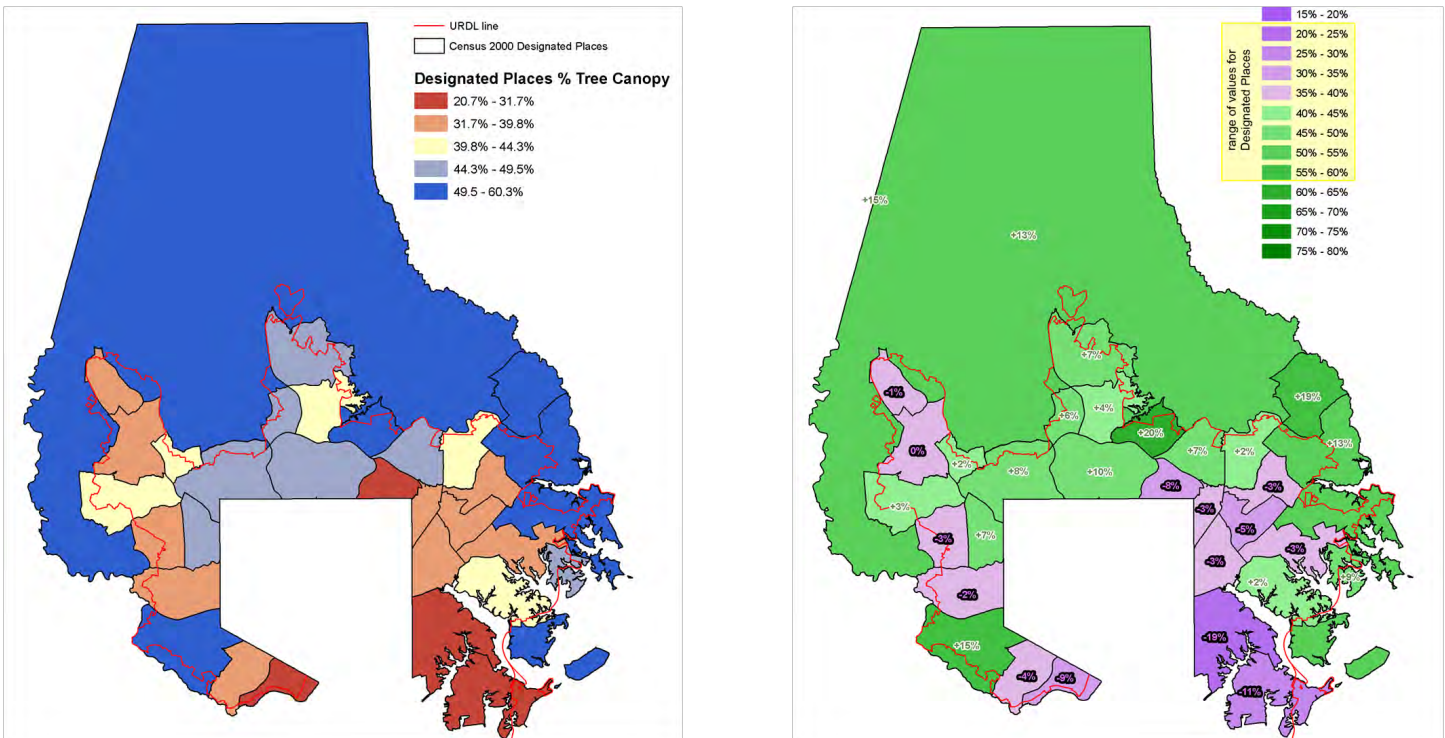 URDL line
Census 2000 Designated Places
Designated Places % Tree Canopy
20.7% - 31.7%
31.7% - 39.8%
39.8% - 44.3%
44.3% - 49.5%
49.5 - 60.3%
range of values for
Designated Places
15% - 20%
20% - 25%
25% - 30%
30% - 35%
35% - 40%
40% - 45%
45% - 50%
50% - 55%
55% - 60%
60% - 65%
65% - 70%
70% - 75%
75% - 80%
+15%
+13%
+7%
-1%
+19%
+6%
+4%
+20%
+13%
0%
+2%
+7%
+2%
+8%
+10%
-8%
-3%
+3%
-3%
-5%
-3%
+7%
-3%
-3%
+9%
+2%
-2%
-19%
+15%
-4%
-9%
-11%